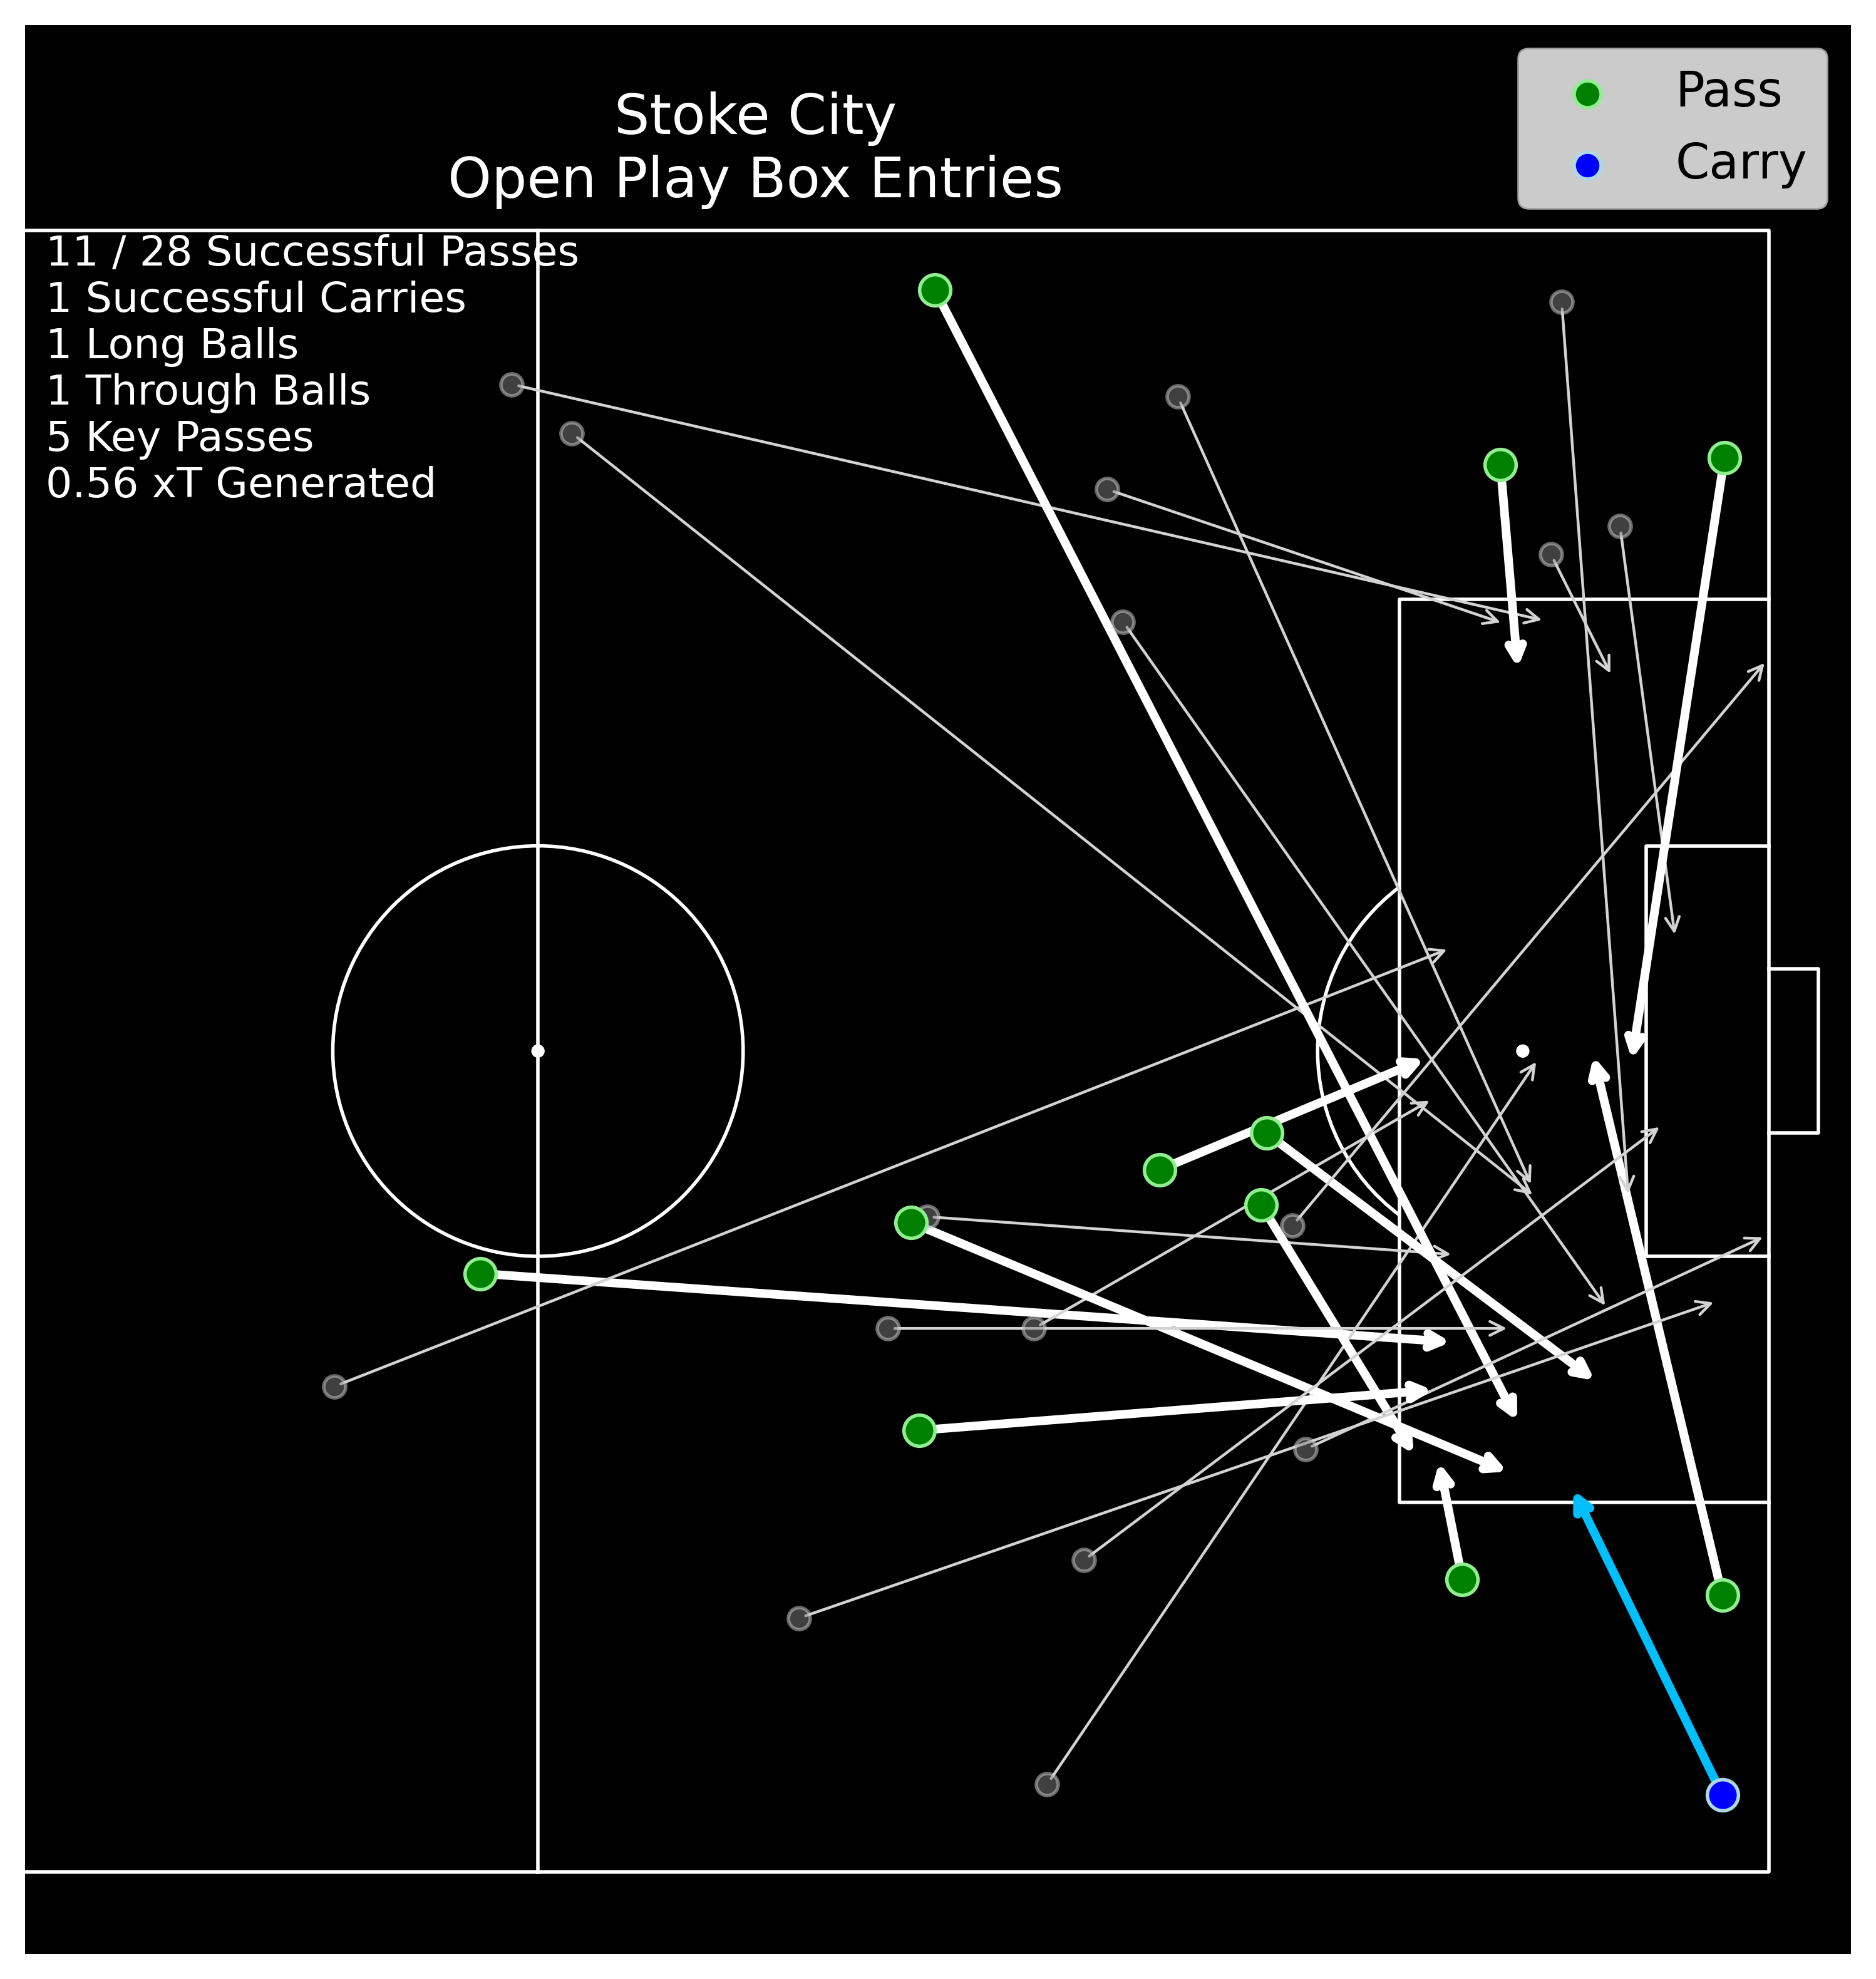 Stoke City
Open Play Box Entries
Pass
Carry
11 / 28 Successful Passes
1 Successful Carries
1 Long Balls
1 Through Balls
5 Key Passes
0.56 xT Generated